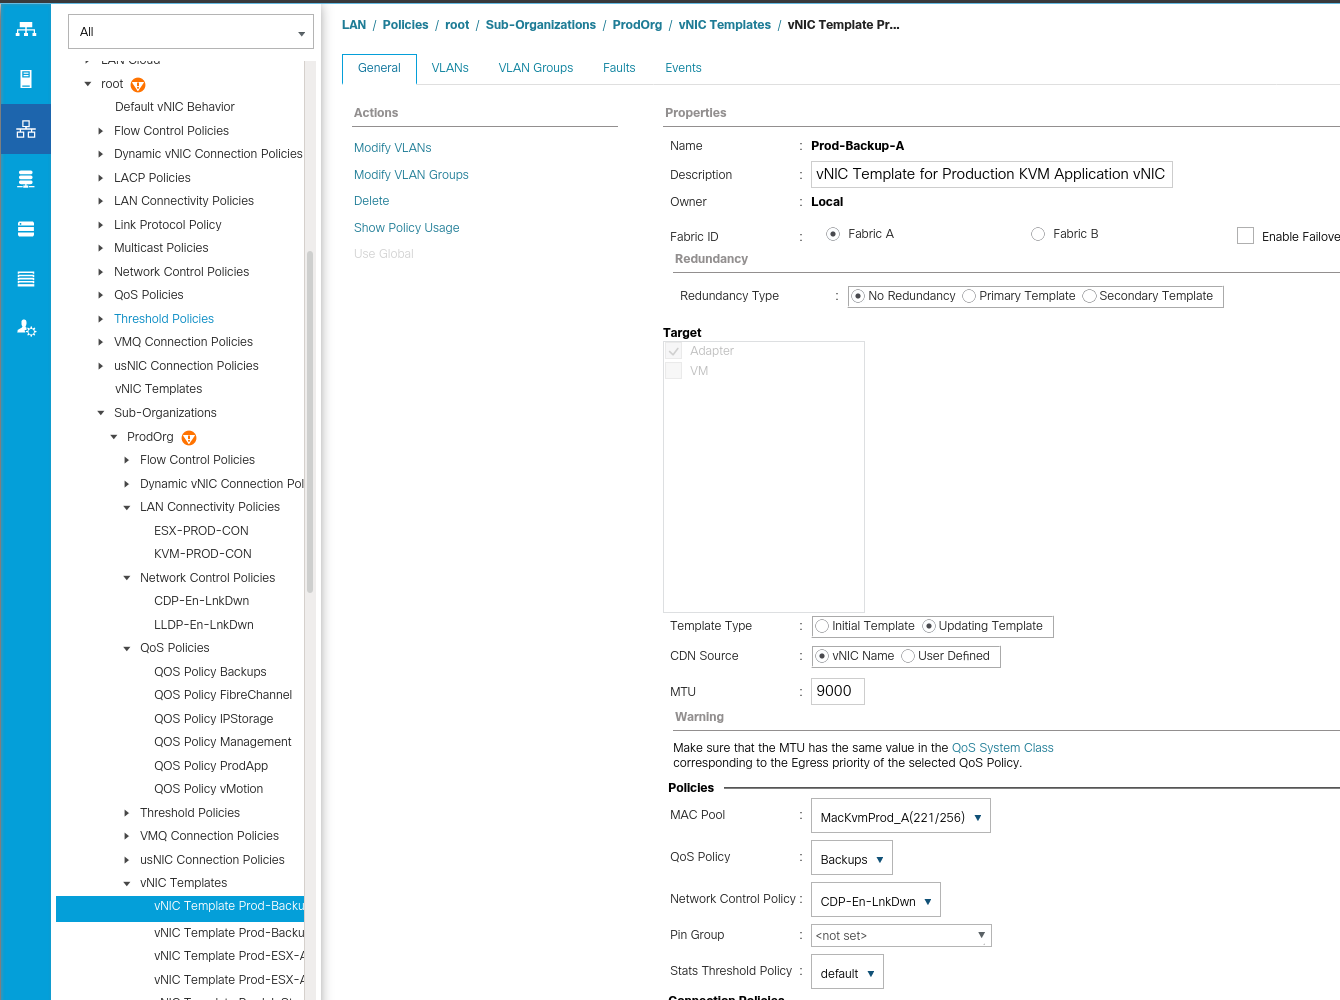 All
LAN Cloud
root
Default vNIC Behavior
Flow Control Policies
Dynamic vNIC Connection Policies
LACP Policies
LAN Connectivity Policies
Link Protocol Policy
Multicast Policies
Network Control Policies
QoS Policies
Threshold Policies
VMQ Connection Policies
usNIC Connection Policies
vNIC Templates
Sub-Organizations
ProdOrg
Flow Control Policies
Dynamic vNIC Connection Pol
LAN Connectivity Policies
ESX-PROD-CON
KVM-PROD-CON
Network Control Policies
CDP-En-LnkDwn
LLDP-En-LnkDwn
QoS Policies
QOS Policy Backups
QOS Policy FibreChannel
QOS Policy IPStorage
QOS Policy Management
QOS Policy ProdApp
QOS Policy vMotion
Threshold Policies
VMQ Connection Policies
usNIC Connection Policies
vNIC Templates
vNIC Template Prod-Backu
vNIC Template Prod-Backu
vNIC Template Prod-ESX-A
vNIC Template Prod-ESX-A
LAN / Policies / root / Sub-Organizations / ProdOrg / vNIC Templates / vNIC Template Pr...
General VLANs VLAN Groups Faults Events
Actions
Modify VLANs
Modify VLAN Groups
Delete
Show Policy Usage
Use Global
Properties
Name : Prod-Backup-A
Description : vNIC Template for Production KVM Application vNIC
Owner : Local
Fabric ID : Fabric A Fabric B Enable Failove
Redundancy
Redundancy Type : No Redundancy Primary Template Secondary Template
Target
Adapter
VM
Template Type : Initial Template Updating Template
CDN Source : vNIC Name User Defined
MTU : 9000
Warning
Make sure that the MTU has the same value in the QoS System Class
corresponding to the Egress priority of the selected QoS Policy.
Policies
MAC Pool : MacKvmProd_A(221/256)
QoS Policy : Backups
Network Control Policy : CDP-En-LnkDwn
Pin Group : <not set>
Stats Threshold Policy : default
Connection Policies